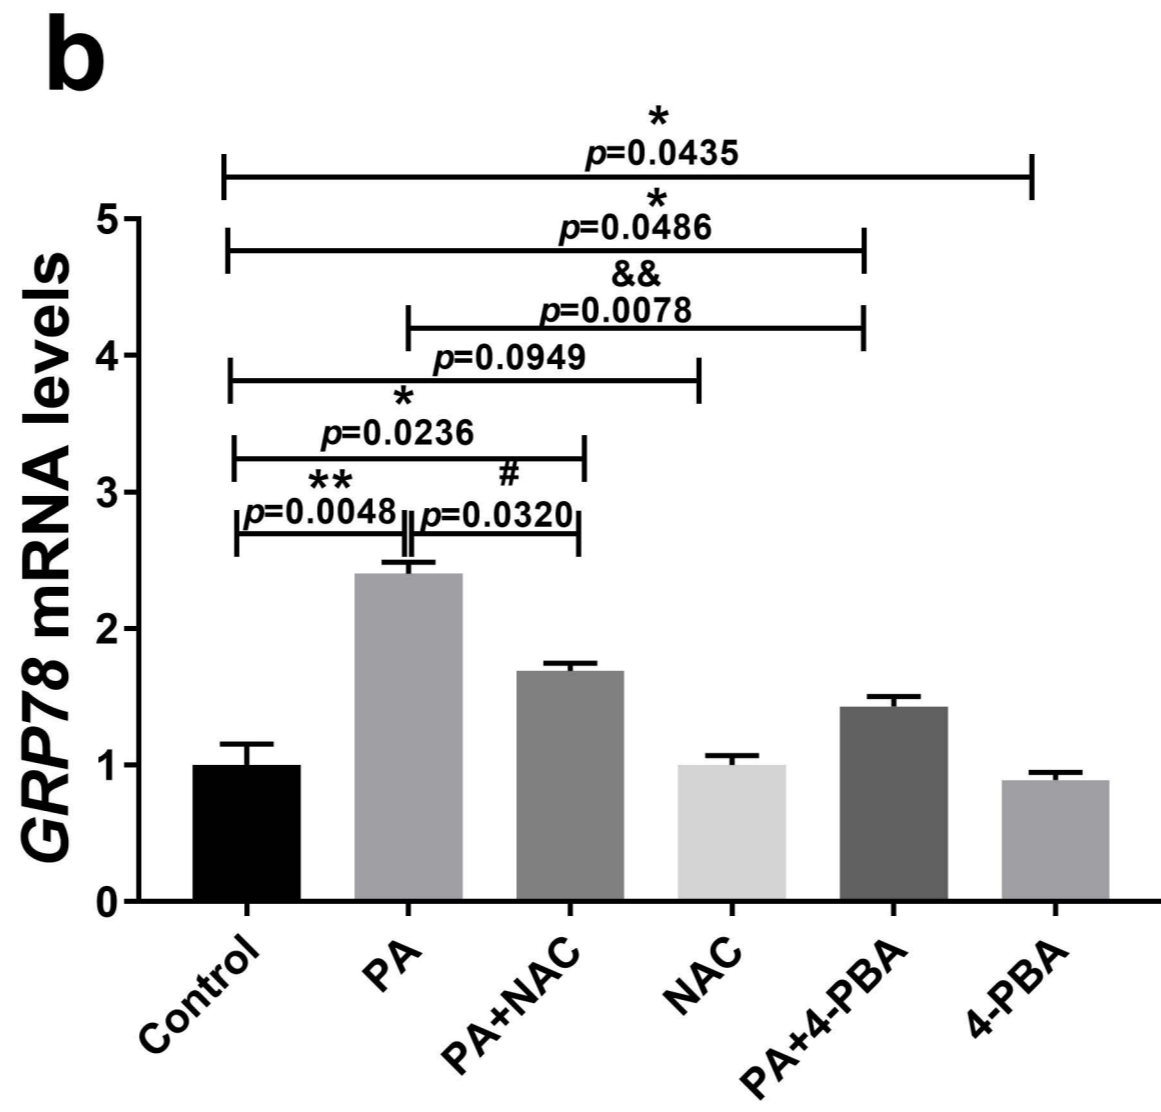 b
*
p=0.0435
*
p=0.0486
&&
p=0.0078
p=0.0949
*
p=0.0236
** #
p=0.0048 p=0.0320
GRP78 mRNA levels
5
4
3
2
1
0
Control
PA
PA+NAC
NAC
PA+4-PBA
4-PBA